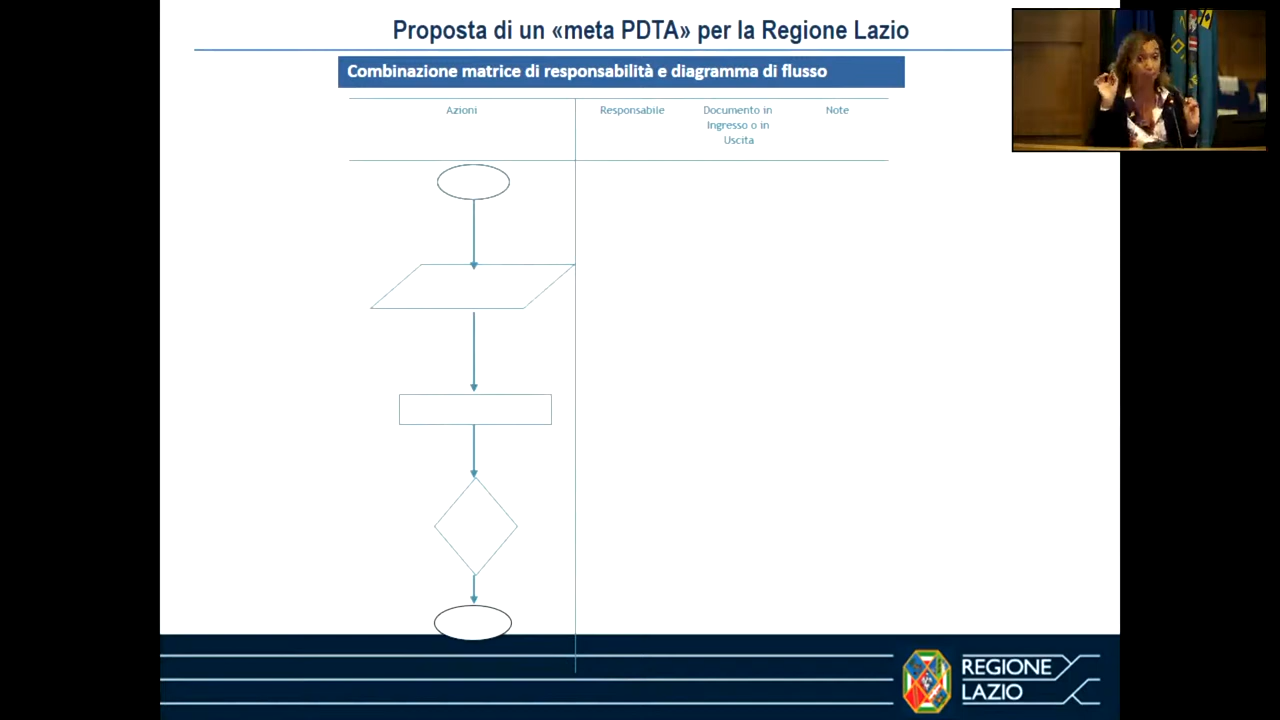 Proposta di un «meta PDTA» per la Regione Lazio
Combinazione matrice di responsabilità e diagramma di flusso
Azioni
Responsabile
Documento in
Ingresso o in
Uscita
Note
REGIONE
LAZIO